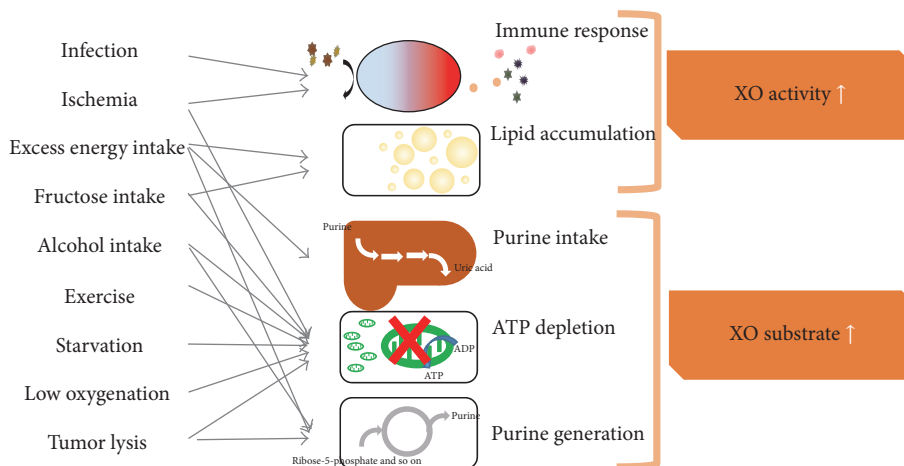 Infection
Ischemia
Excess energy intake
Fructose intake
Alcohol intake
Exercise
Starvation
Low oxygenation
Tumor lysis
Immune response
Lipid accumulation
Purine
Uric acid
Purine intake
ADP
ATP
ATP depletion
Purine
Ribose-5-phosphate and so on
Purine generation
XO activity ↑
XO substrate ↑